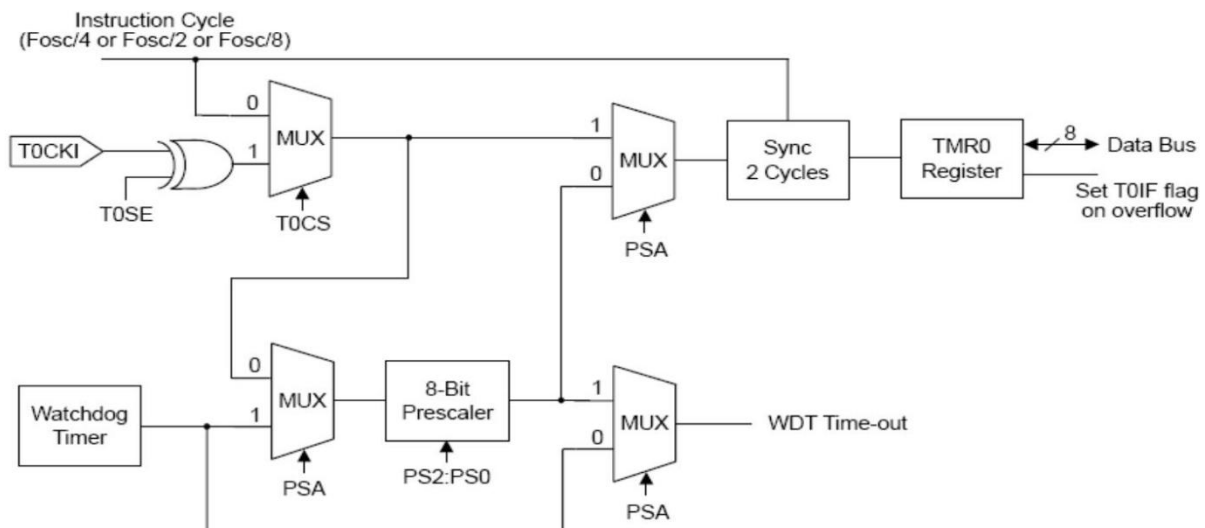 Instruction Cycle
(Fosc/4 or Fosc/2 or Fosc/8)
0
MUX
T0CKI
1
T0SE
T0CS
1
MUX
0
PSA
Sync
2 Cycles
TMR0
Register
8
Data Bus
Set T0IF flag
on overflow
Watchdog
Timer
0
MUX
1
PSA
8-Bit
Prescaler
PS2:PS0
1
MUX
0
PSA
WDT Time-out